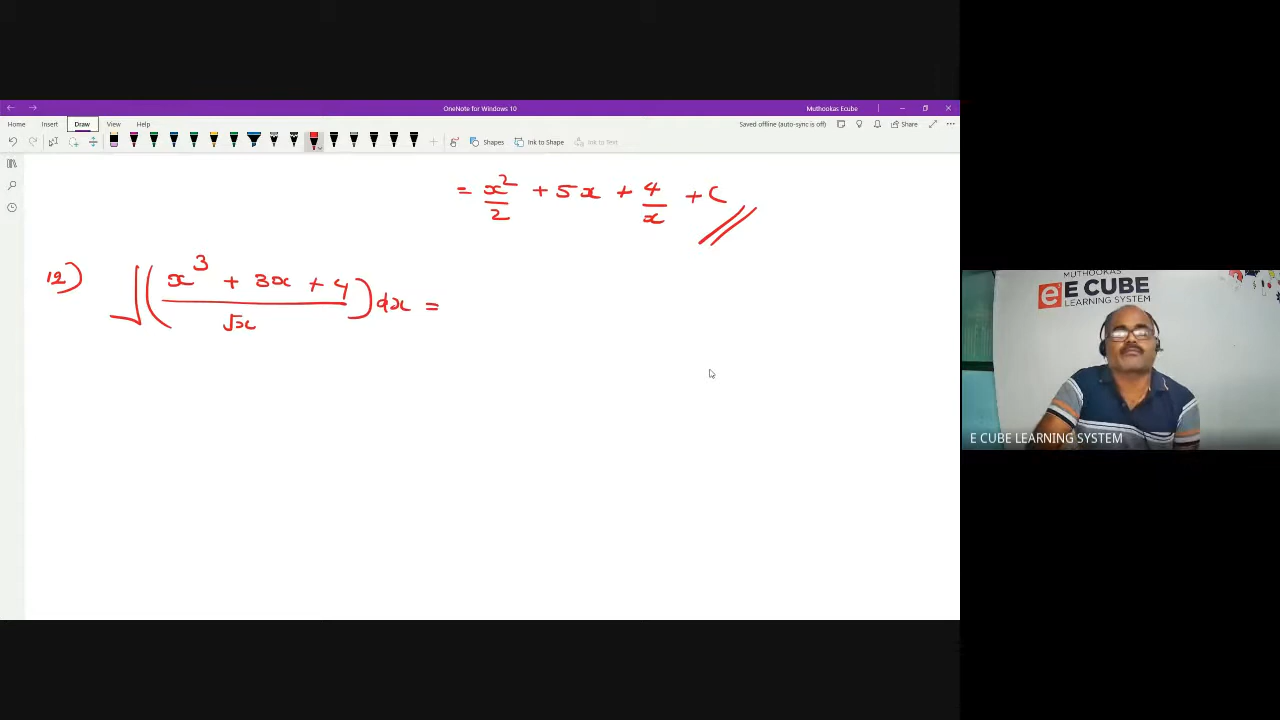 OneNote for Windows 10
Muthookas Ecube
Home Insert Draw View Help
Saved offline (auto-sync is off) Share
Shapes Ink to Shape Ink to Text
= x²/2 + 5x + 4/x + C
12) ∫ ( (x³ + 3x + 4)/√x ) dx =
MUTHOOKAS
e E CUBE
LEARNING SYSTEM
E CUBE LEARNING SYSTEM